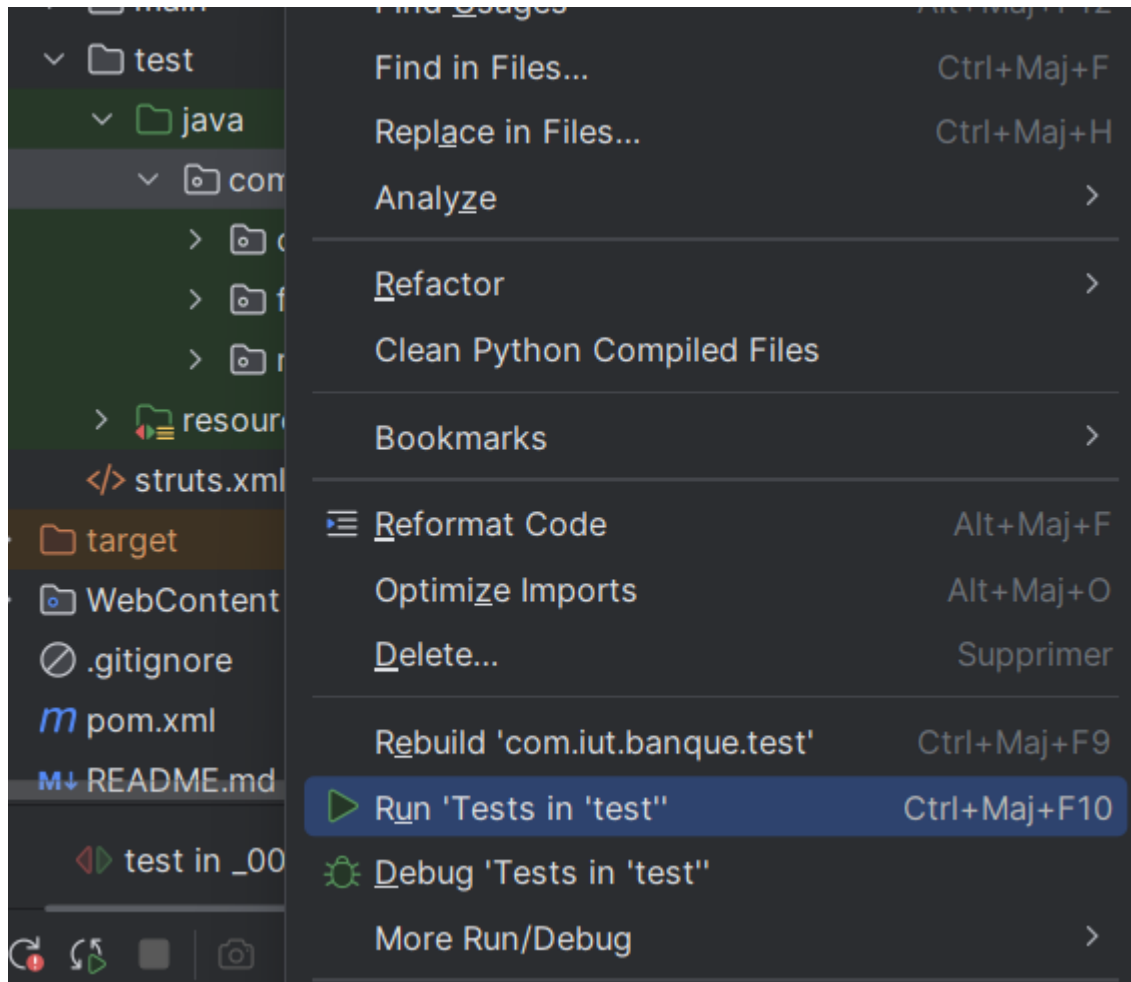 main
test
java
com
resour
struts.xml
target
WebContent
.gitignore
pom.xml
README.md
test in _00
Find Usages
Find in Files... Ctrl+Maj+F
Replace in Files... Ctrl+Maj+H
Analyze
Refactor
Clean Python Compiled Files
Bookmarks
Reformat Code Alt+Maj+F
Optimize Imports Alt+Maj+O
Delete... Supprimer
Rebuild 'com.iut.banque.test' Ctrl+Maj+F9
Run 'Tests in 'test'' Ctrl+Maj+F10
Debug 'Tests in 'test''
More Run/Debug